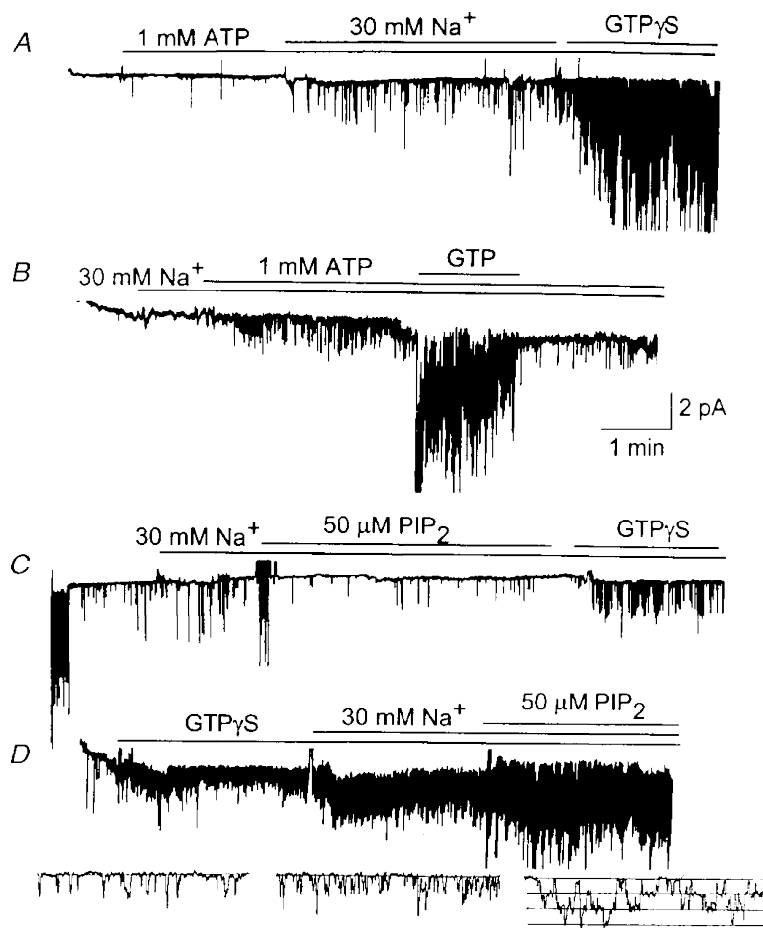 A 1 mM ATP 30 mM Na+ GTPγS
B 30 mM Na+ 1 mM ATP GTP
2 pA
1 min
C 30 mM Na+ 50 μM PIP2 GTPγS
D GTPγS 30 mM Na+ 50 μM PIP2